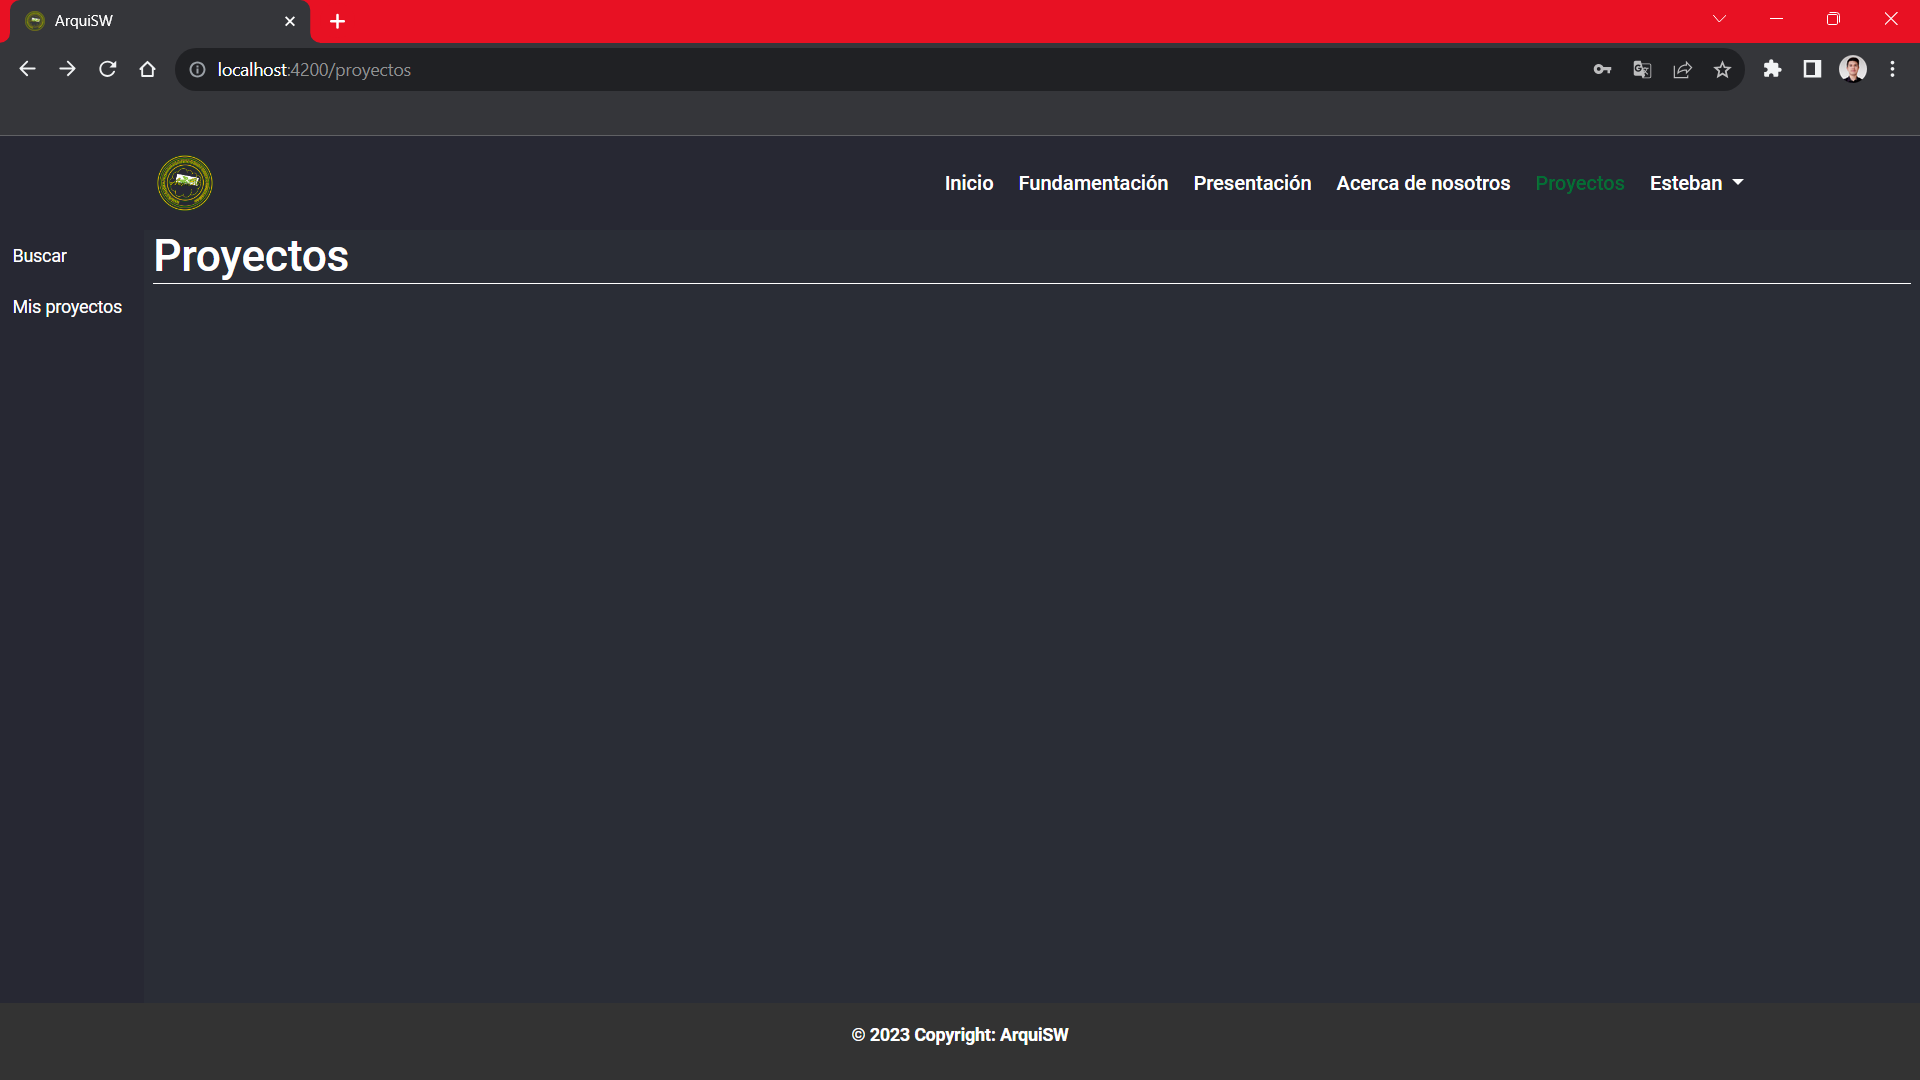 ArquiSW
localhost:4200/proyectos
Inicio Fundamentación Presentación Acerca de nosotros Proyectos Esteban
Buscar
Mis proyectos
Proyectos
© 2023 Copyright: ArquiSW